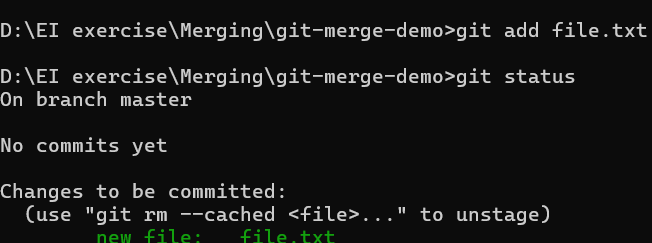 D:\EI exercise\Merging\git-merge-demo>git add file.txt
D:\EI exercise\Merging\git-merge-demo>git status
On branch master
No commits yet
Changes to be committed:
(use "git rm --cached <file>..." to unstage)
new file: file.txt